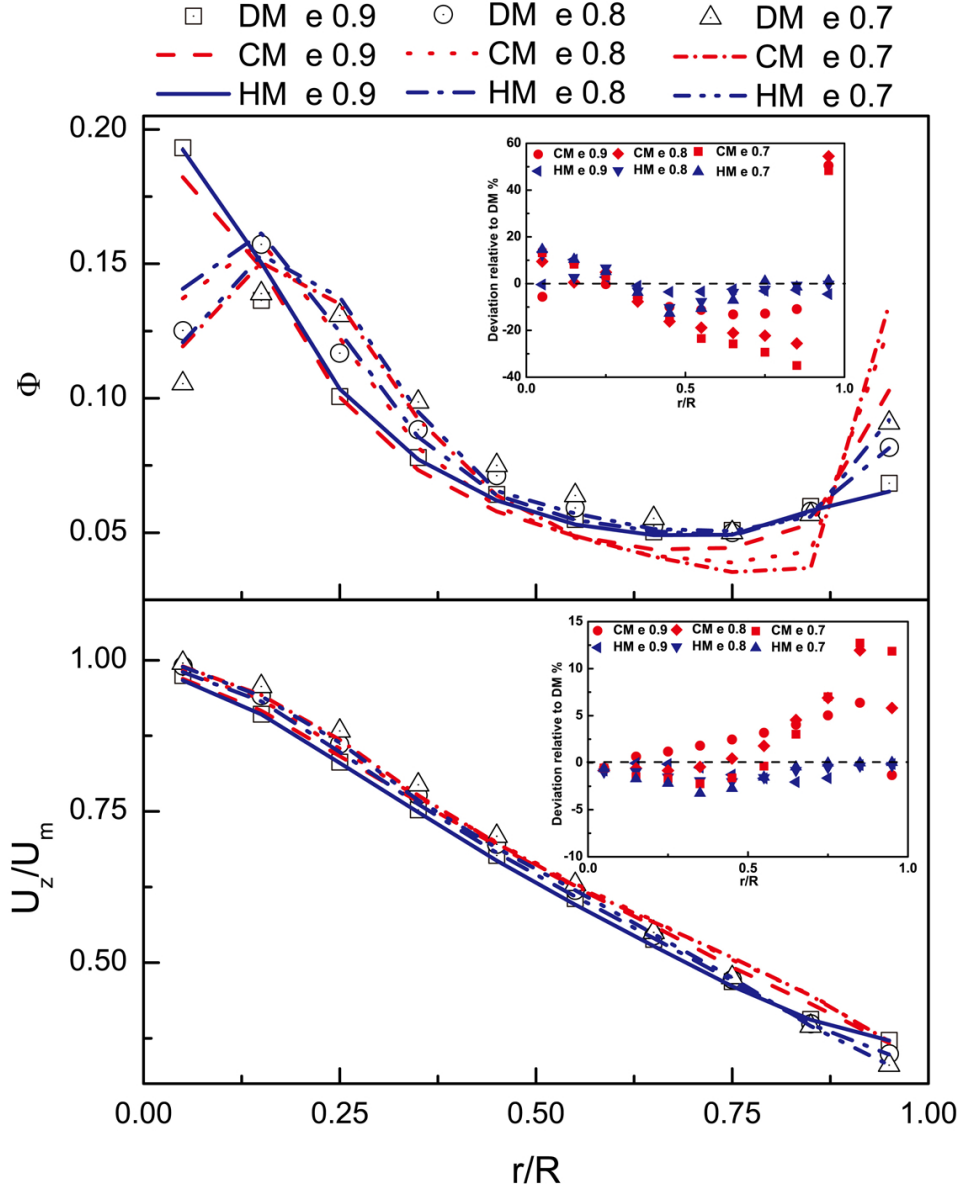 DM e 0.9 DM e 0.8 DM e 0.7
CM e 0.9 CM e 0.8 CM e 0.7
HM e 0.9 HM e 0.8 HM e 0.7
0.20
0.15
0.10
0.05
Φ
60
40
20
0
-20
-40
Deviation relative to DM %
CM e 0.9 CM e 0.8 CM e 0.7
HM e 0.9 HM e 0.8 HM e 0.7
0.0 0.5 1.0
r/R
1.00
0.75
0.50
U_z/U_m
15
10
5
0
-5
-10
Deviation relative to DM %
CM e 0.9 CM e 0.8 CM e 0.7
HM e 0.9 HM e 0.8 HM e 0.7
0.0 0.5 1.0
r/R
0.00 0.25 0.50 0.75 1.00
r/R